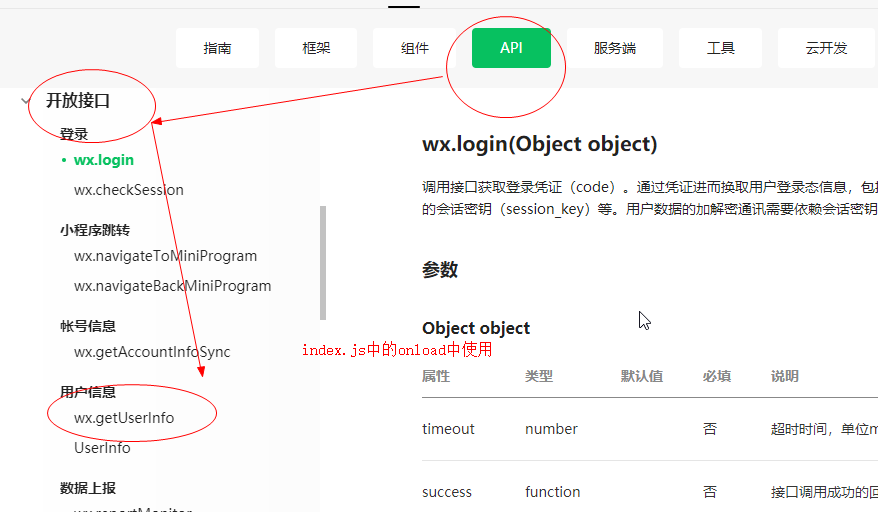 指南 框架 组件 API 服务端 工具 云开发
开放接口
登录
wx.login
wx.checkSession
小程序跳转
wx.navigateToMiniProgram
wx.navigateBackMiniProgram
帐号信息
wx.getAccountInfoSync
用户信息
wx.getUserInfo
UserInfo
数据上报
wx.reportMonitor
wx.login(Object object)
调用接口获取登录凭证（code）。通过凭证进而换取用户登录态信息，包
的会话密钥（session_key）等。用户数据的加解密通讯需要依赖会话密钥
参数
Object object
index.js中的onload中使用
属性 类型 默认值 必填 说明
timeout number 否 超时时间，单位m
success function 否 接口调用成功的回